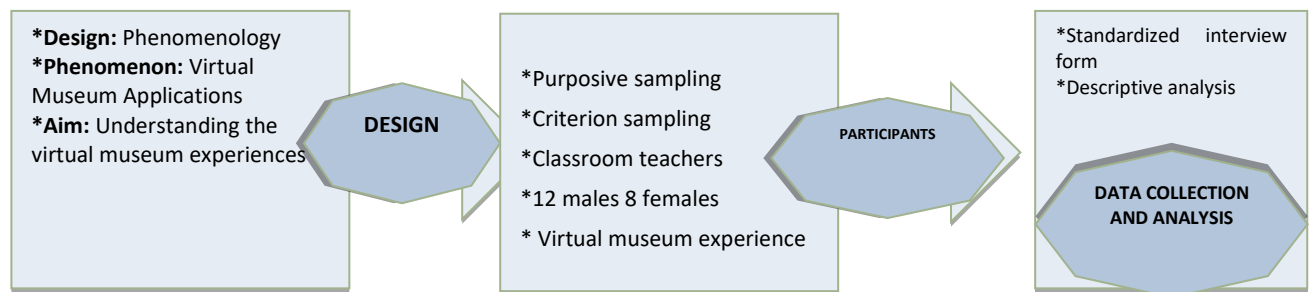 *Design: Phenomenology
*Phenomenon: Virtual
Museum Applications
*Aim: Understanding the
virtual museum experiences
DESIGN
*Purposive sampling
*Criterion sampling
*Classroom teachers
*12 males 8 females
* Virtual museum experience
PARTICIPANTS
*Standardized interview
form
*Descriptive analysis
DATA COLLECTION
AND ANALYSIS